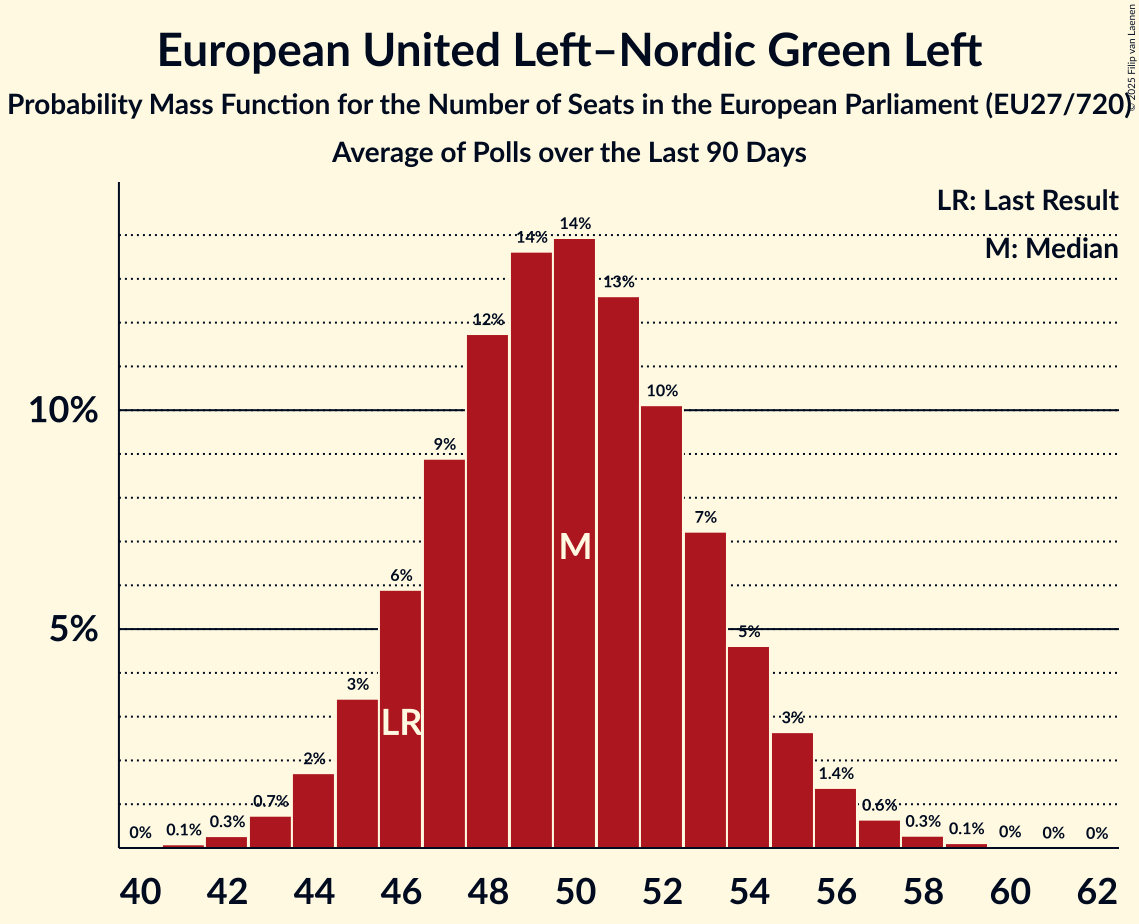 European United Left–Nordic Green Left
Probability Mass Function for the Number of Seats in the European Parliament (EU27/720)
Average of Polls over the Last 90 Days
© 2025 Filip van Laenen
LR: Last Result
M: Median
10%
5%
0%
0.1%
0.3%
0.7%
2%
3%
6%
9%
12%
14%
14%
13%
10%
7%
5%
3%
1.4%
0.6%
0.3%
0.1%
0%
0%
0%
LR
M
40 42 44 46 48 50 52 54 56 58 60 62